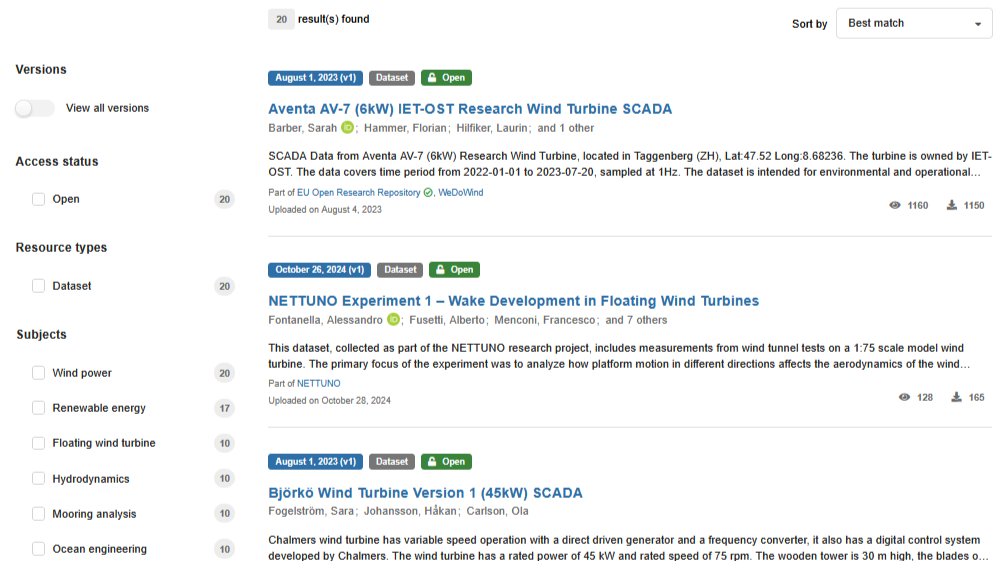 20 result(s) found
Sort by Best match
Versions
View all versions
Access status
Open 20
Resource types
Dataset 20
Subjects
Wind power 20
Renewable energy 17
Floating wind turbine 10
Hydrodynamics 10
Mooring analysis 10
Ocean engineering 10
August 1, 2023 (v1) Dataset Open
Aventa AV-7 (6kW) IET-OST Research Wind Turbine SCADA
Barber, Sarah iD; Hammer, Florian; Hilfiker, Laurin; and 1 other
SCADA Data from Aventa AV-7 (6kW) Research Wind Turbine, located in Taggenberg (ZH), Lat:47.52 Long:8.68236. The turbine is owned by IET-
OST. The data covers time period from 2022-01-01 to 2023-07-20, sampled at 1Hz. The dataset is intended for environmental and operational...
Part of EU Open Research Repository, WeDoWind
Uploaded on August 4, 2023
1160 1150
October 26, 2024 (v1) Dataset Open
NETTUNO Experiment 1 – Wake Development in Floating Wind Turbines
Fontanella, Alessandro iD; Fusetti, Alberto; Menconi, Francesco; and 7 others
This dataset, collected as part of the NETTUNO research project, includes measurements from wind tunnel tests on a 1:75 scale model wind
turbine. The primary focus of the experiment was to analyze how platform motion in different directions affects the aerodynamics of the wind...
Part of NETTUNO
Uploaded on October 28, 2024
128 165
August 1, 2023 (v1) Dataset Open
Björkö Wind Turbine Version 1 (45kW) SCADA
Fogelström, Sara; Johansson, Håkan; Carlson, Ola
Chalmers wind turbine has variable speed operation with a direct driven generator and a frequency converter, it also has a digital control system
developed by Chalmers. The wind turbine has a rated power of 45 kW and rated speed of 75 rpm. The wooden tower is 30 m high, the blades o...